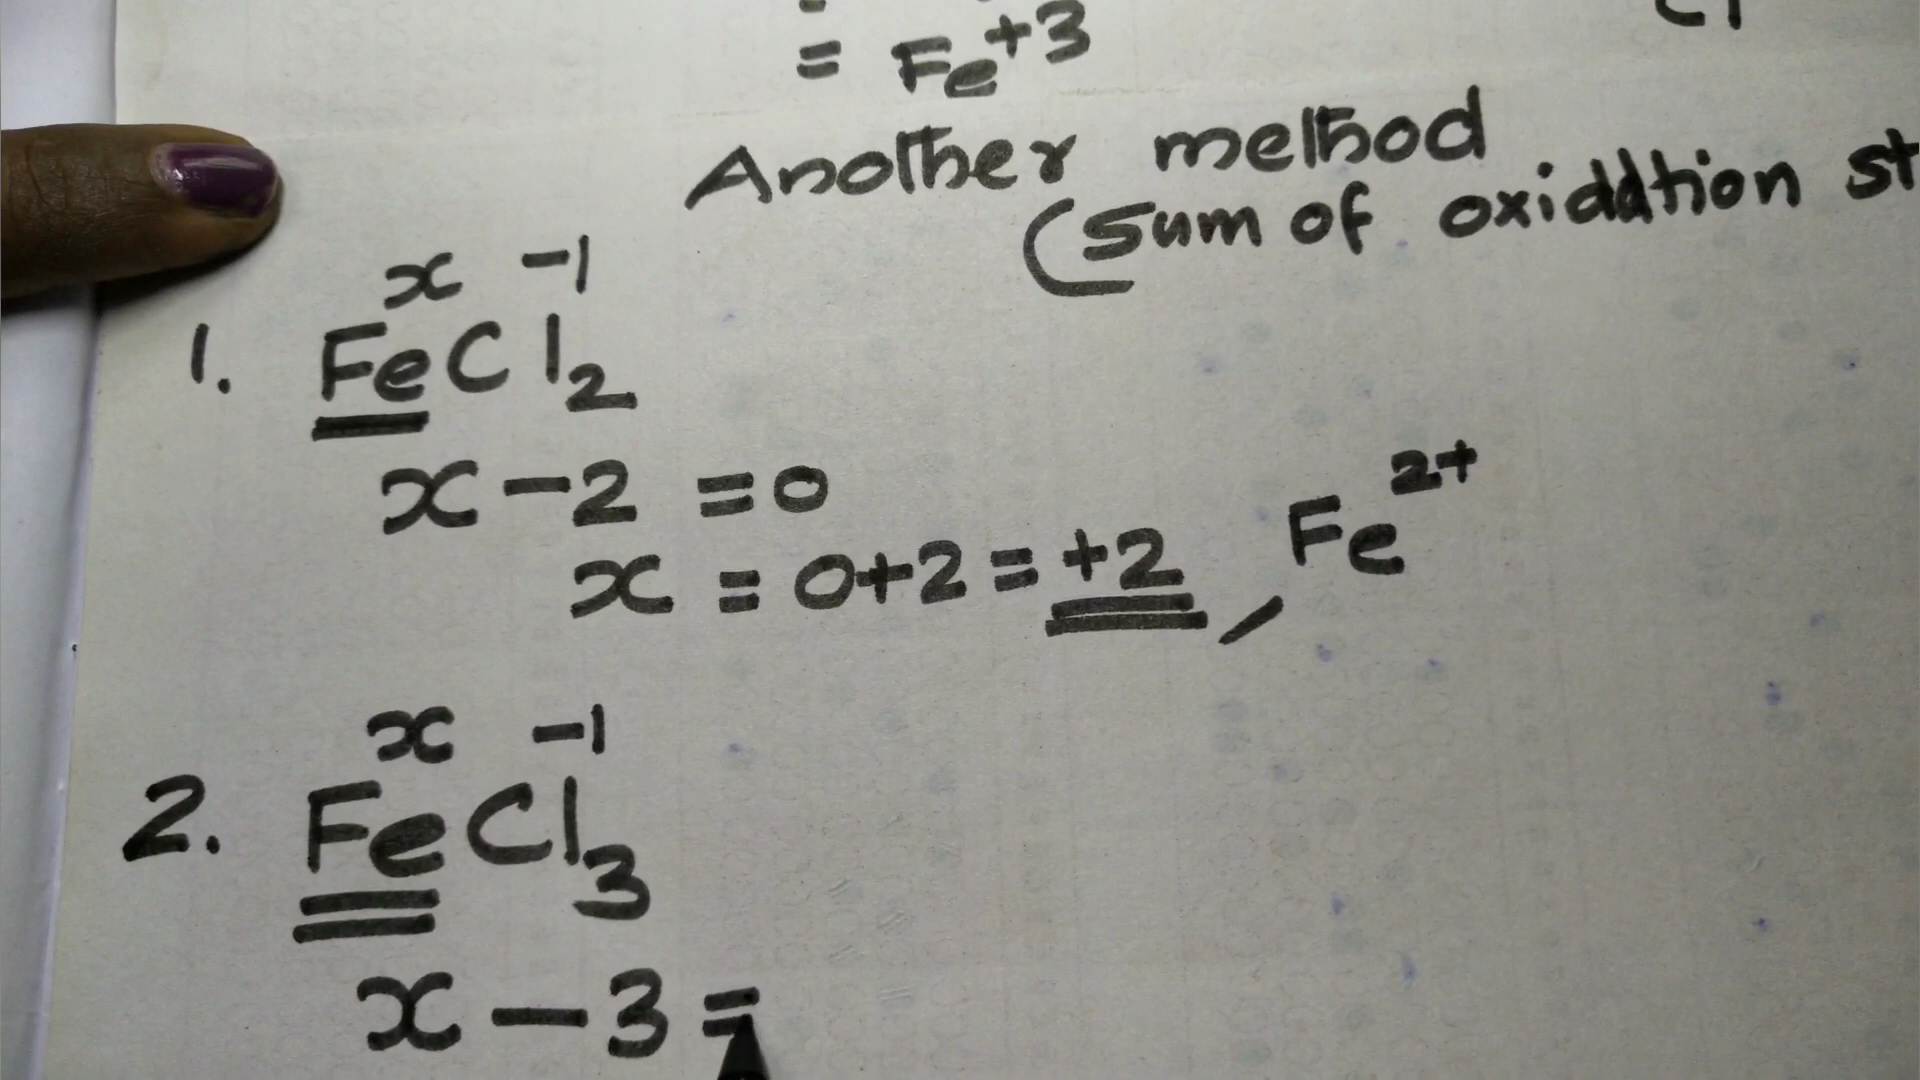 = Fe⁺³
Another method
(Sum of oxidation st
x -1
1. FeCl₂
x - 2 = 0
x = 0+2 = +2, Fe²⁺
x -1
2. FeCl₃
x - 3 =